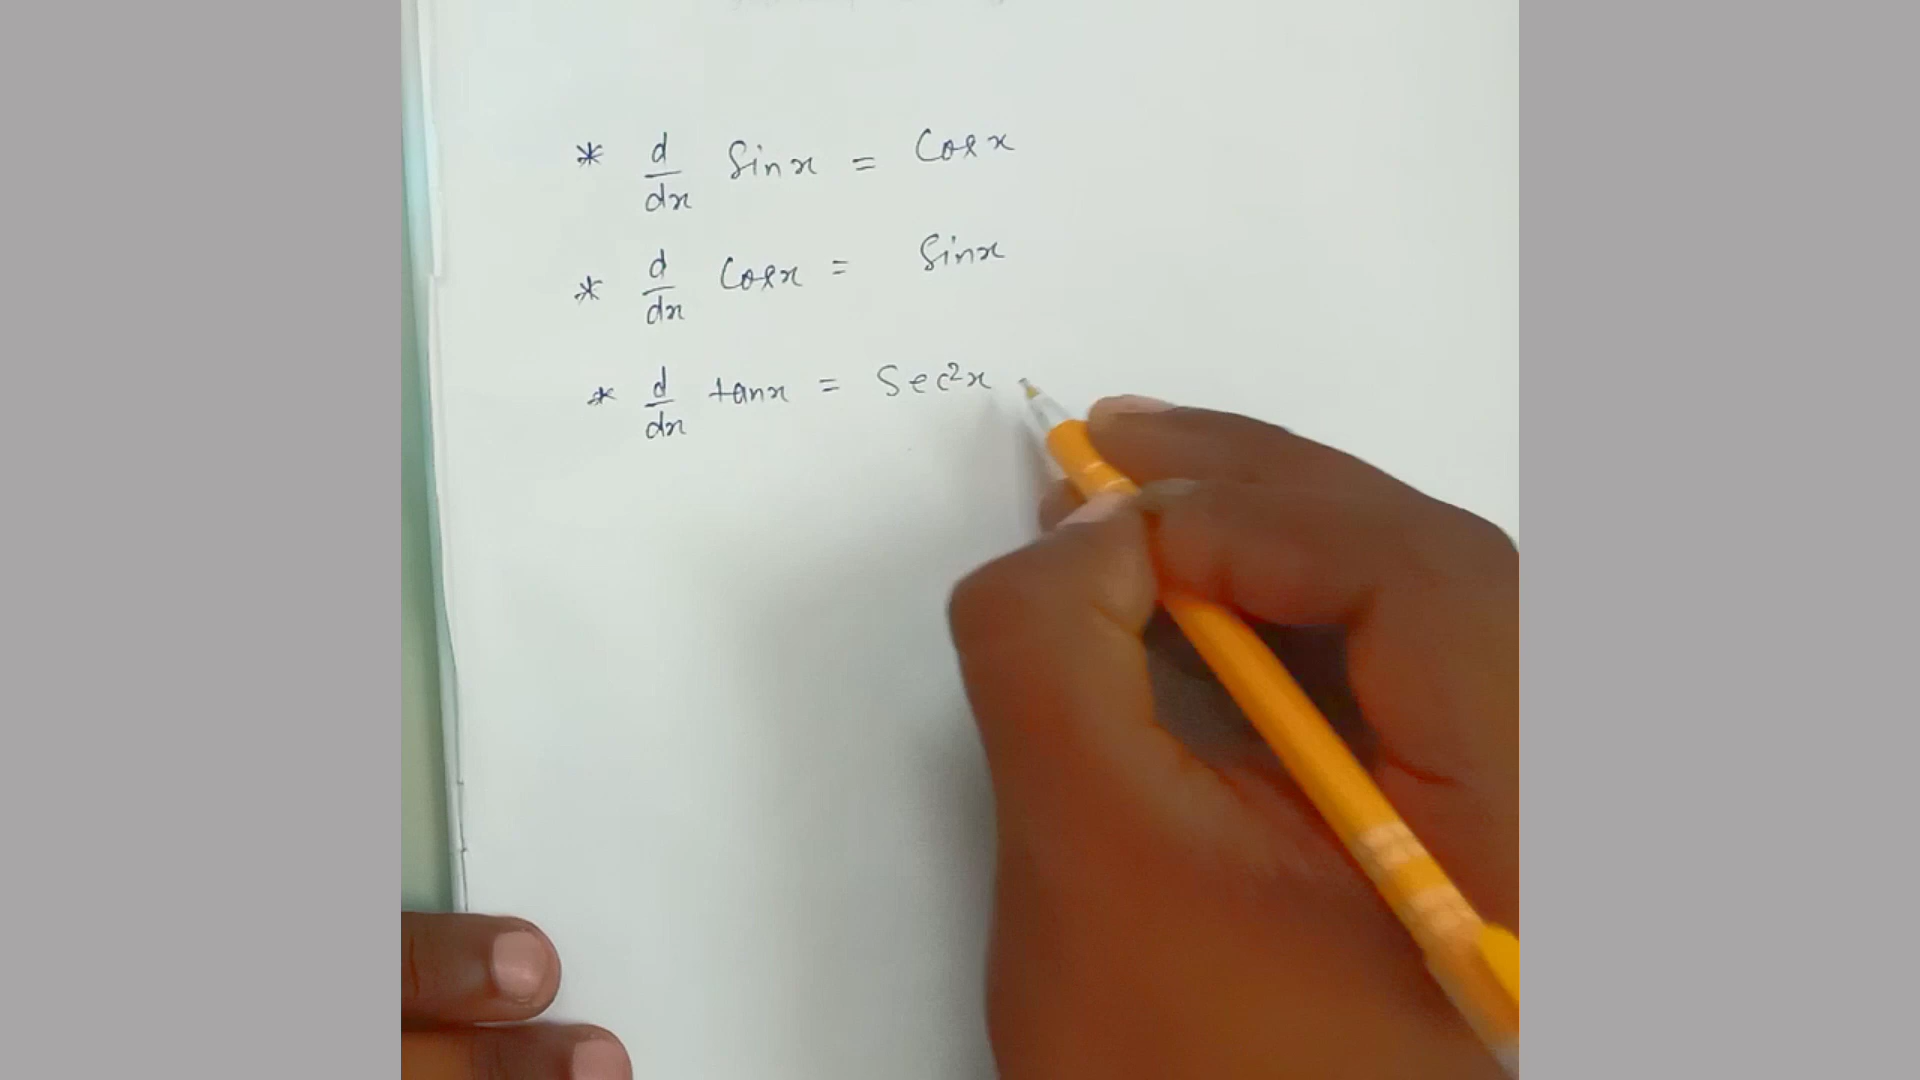 * d/dx Sinx = Cosx
* d/dx Cosx = Sinx
* d/dx tanx = Sec²x